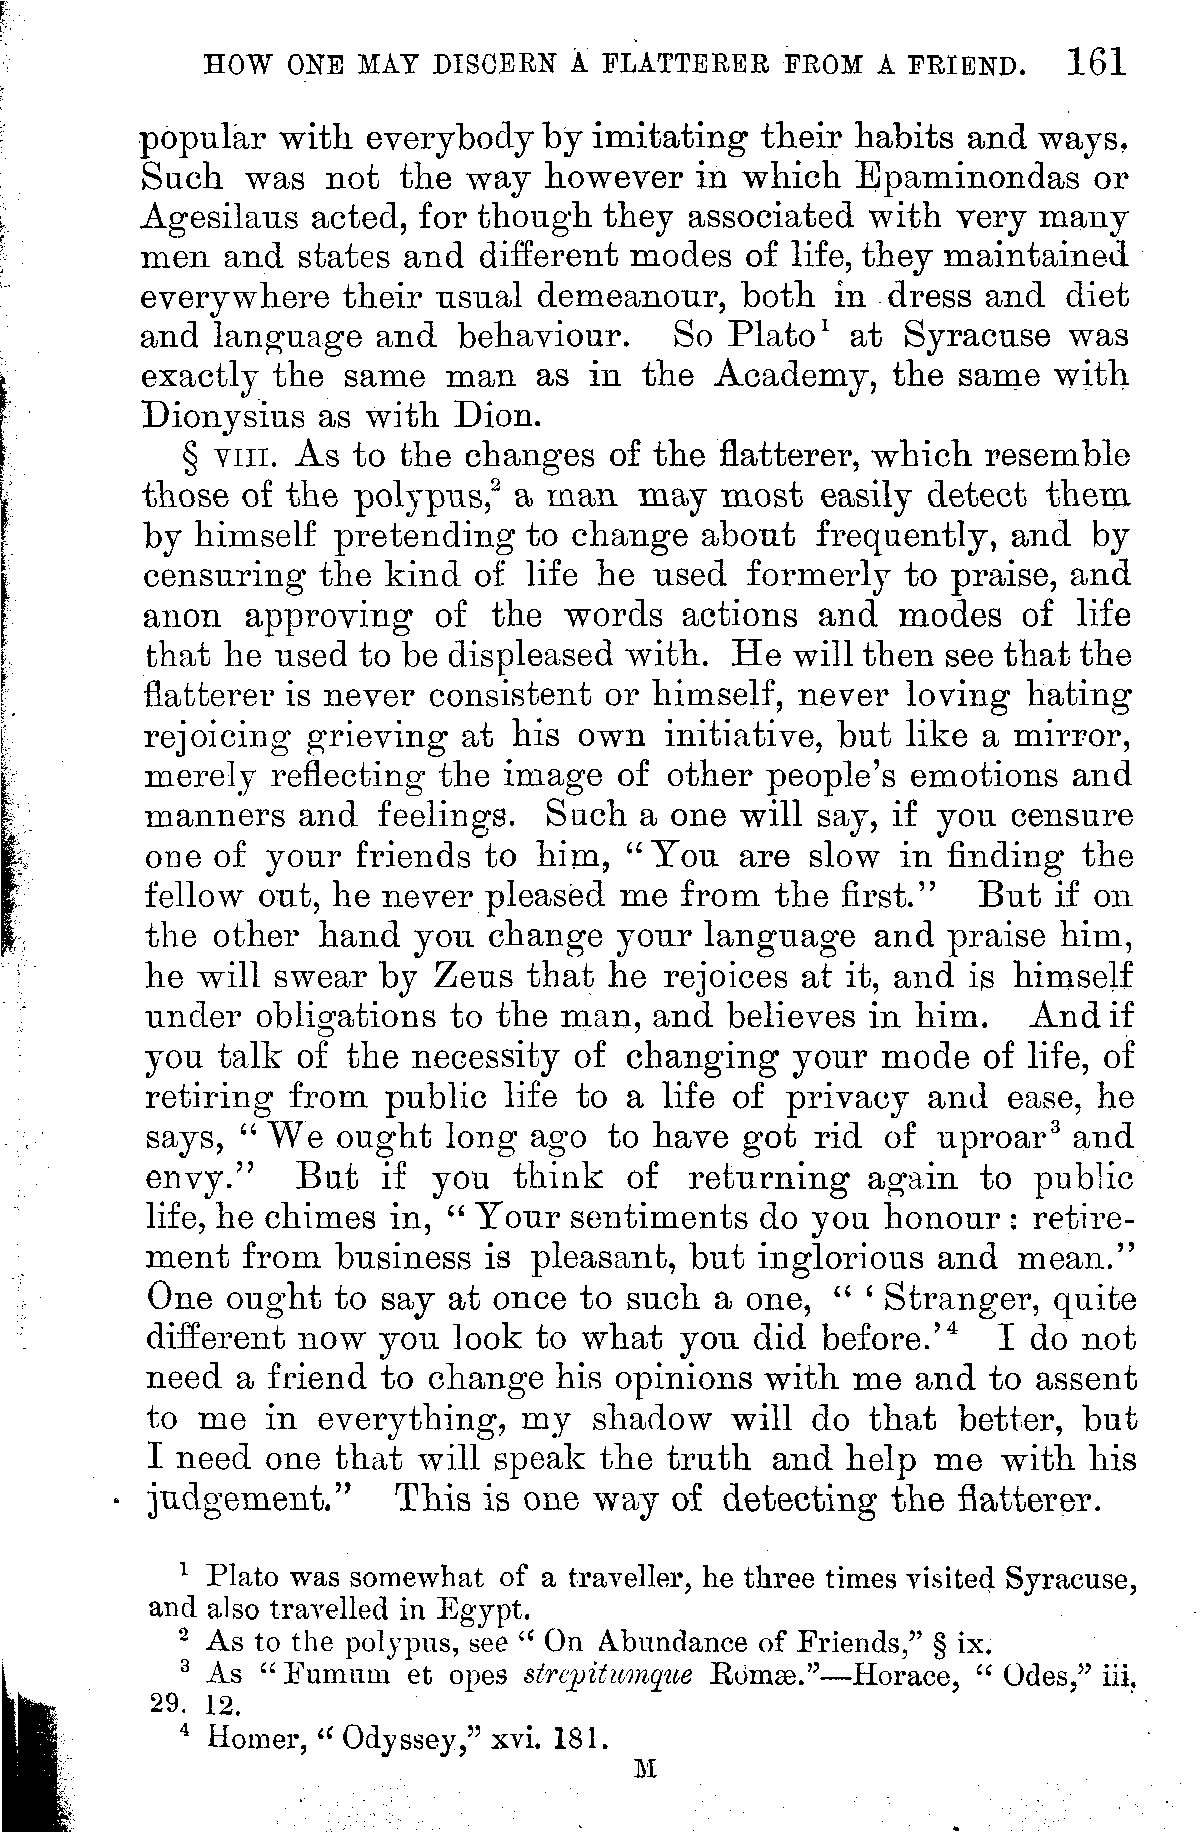 HOW ONE MAY DISCERN A FLATTERER FROM A FRIEND. 161
popular with everybody by imitating their habits and ways.
Such was not the way however in which Epaminondas or
Agesilaus acted, for though they associated with very many
men and states and different modes of life, they maintained
everywhere their usual demeanour, both in dress and diet
and language and behaviour. So Plato¹ at Syracuse was
exactly the same man as in the Academy, the same with
Dionysius as with Dion.
§ VIII. As to the changes of the flatterer, which resemble
those of the polypus,² a man may most easily detect them
by himself pretending to change about frequently, and by
censuring the kind of life he used formerly to praise, and
anon approving of the words actions and modes of life
that he used to be displeased with. He will then see that the
flatterer is never consistent or himself, never loving hating
rejoicing grieving at his own initiative, but like a mirror,
merely reflecting the image of other people's emotions and
manners and feelings. Such a one will say, if you censure
one of your friends to him, "You are slow in finding the
fellow out, he never pleased me from the first." But if on
the other hand you change your language and praise him,
he will swear by Zeus that he rejoices at it, and is himself
under obligations to the man, and believes in him. And if
you talk of the necessity of changing your mode of life, of
retiring from public life to a life of privacy and ease, he
says, "We ought long ago to have got rid of uproar³ and
envy." But if you think of returning again to public
life, he chimes in, "Your sentiments do you honour: retire-
ment from business is pleasant, but inglorious and mean."
One ought to say at once to such a one, "'Stranger, quite
different now you look to what you did before.'⁴ I do not
need a friend to change his opinions with me and to assent
to me in everything, my shadow will do that better, but
I need one that will speak the truth and help me with his
judgement." This is one way of detecting the flatterer.
¹ Plato was somewhat of a traveller, he three times visited Syracuse,
and also travelled in Egypt.
² As to the polypus, see "On Abundance of Friends," § ix.
³ As "Fumum et opes strepitumque Romæ."—Horace, "Odes," iii.
29. 12.
⁴ Homer, "Odyssey," xvi. 181.
M